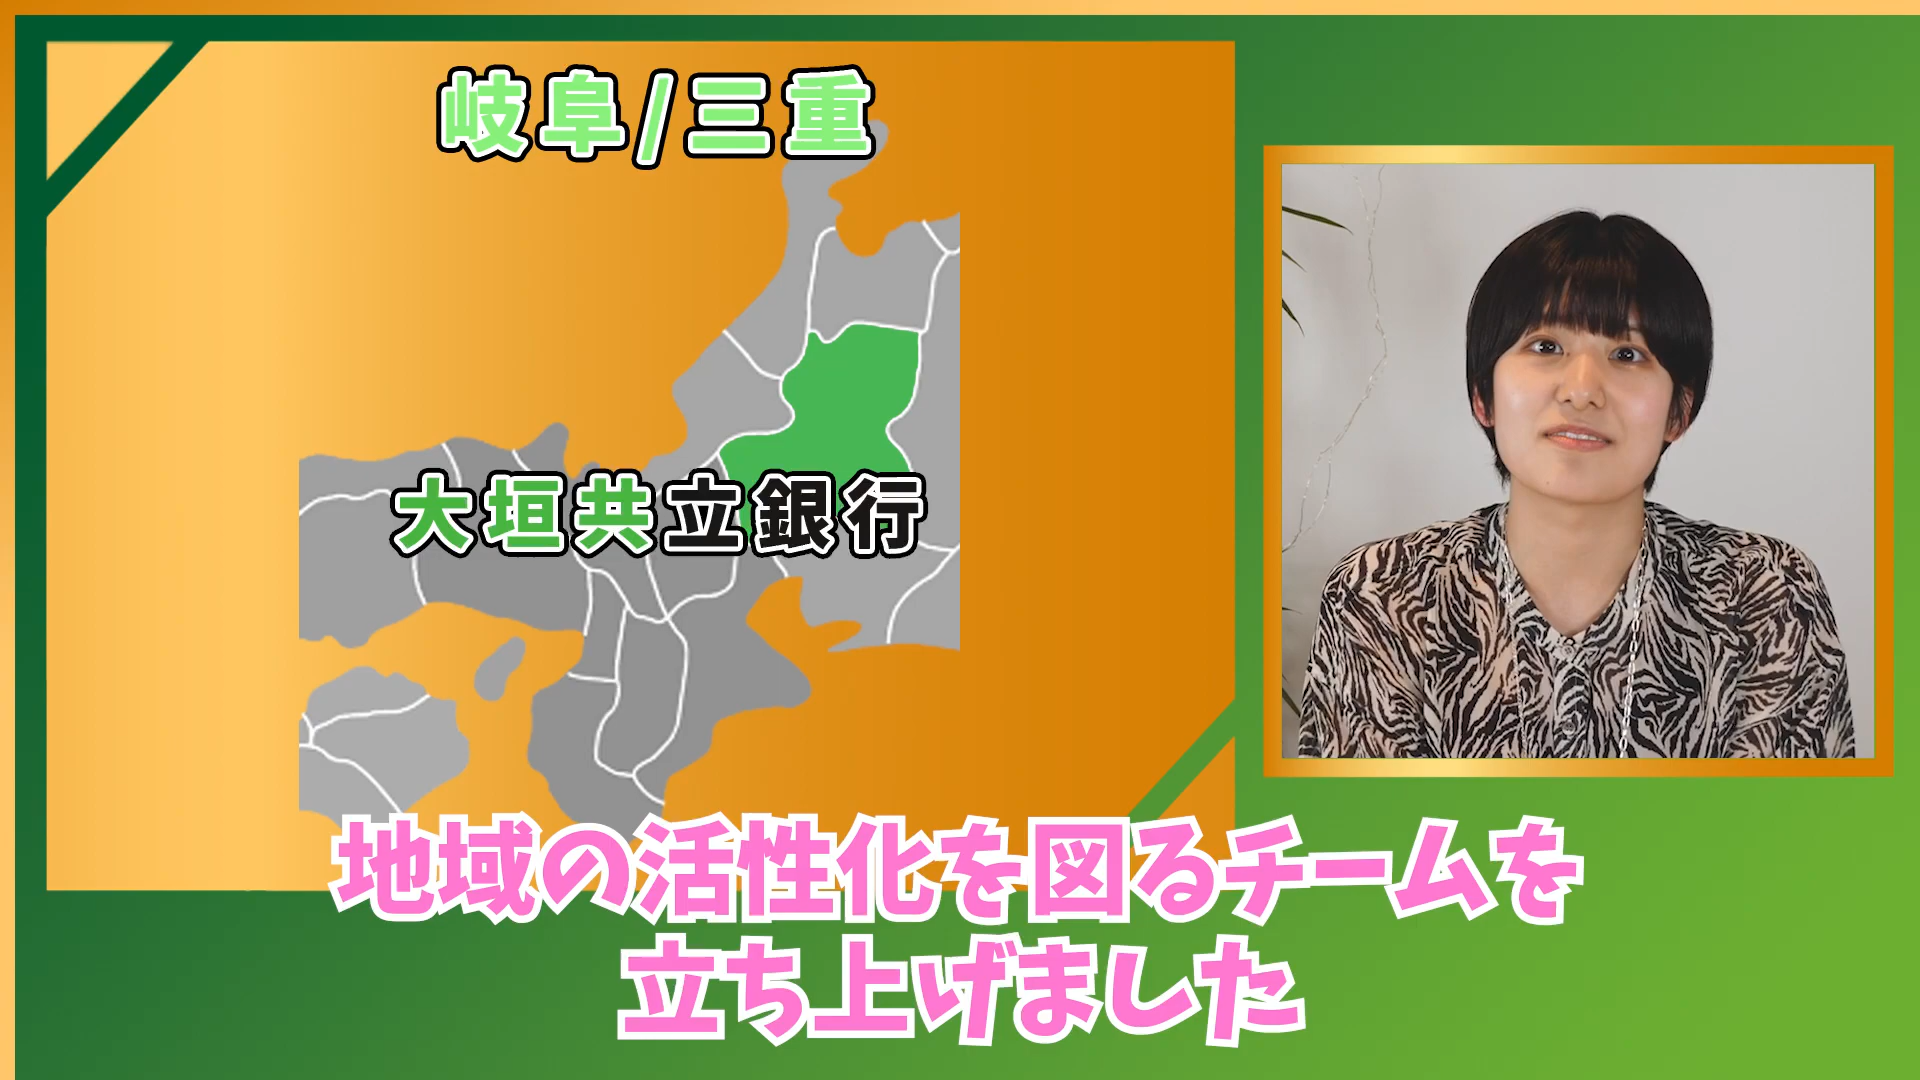 岐阜/三重
大垣共立銀行
地域の活性化を図るチームを
立ち上げました